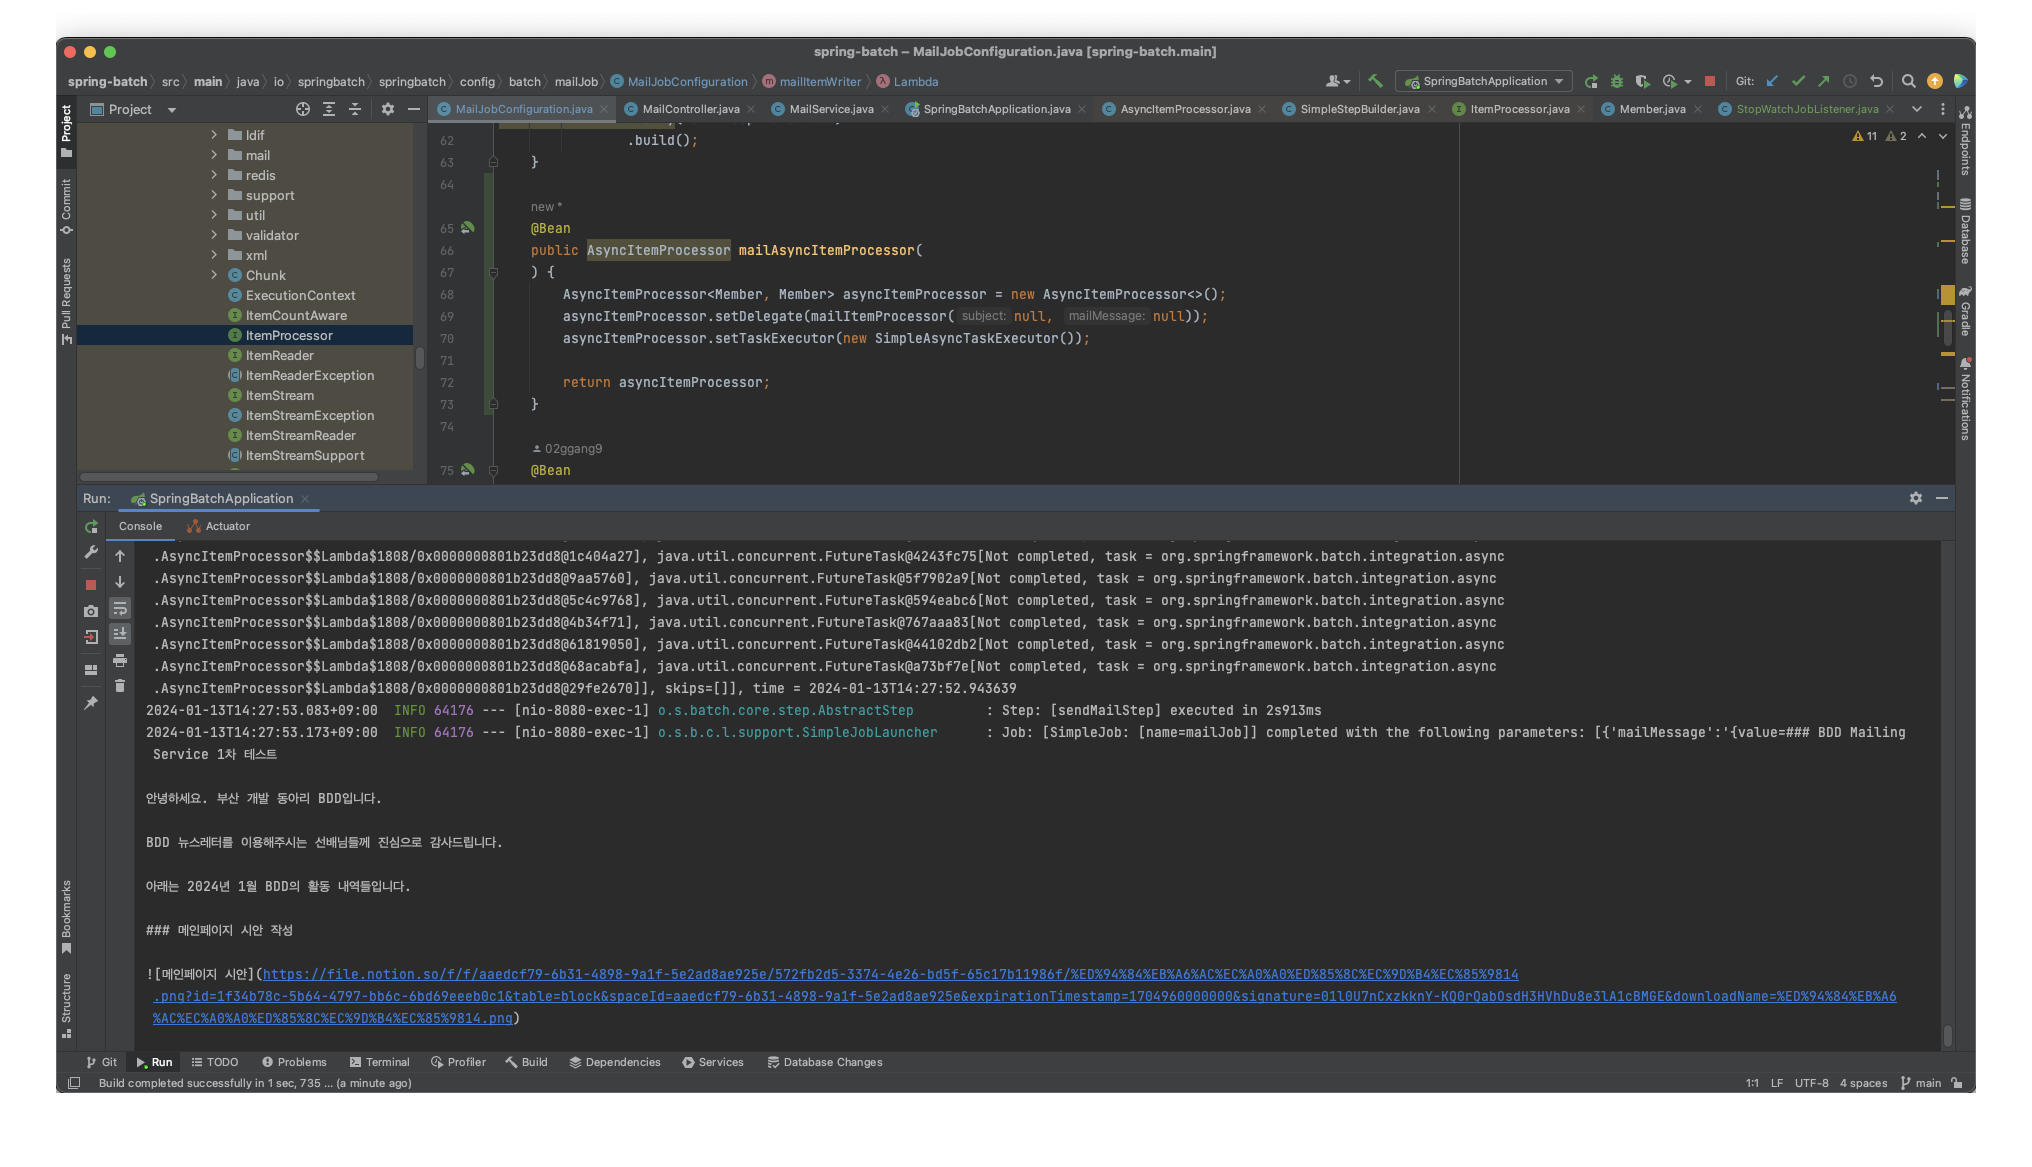 spring-batch – MailJobConfiguration.java [spring-batch.main]
spring-batch src main java io springbatch springbatch config batch mailJob MailJobConfiguration mailItemWriter Lambda
SpringBatchApplication Git:
Project
MailJobConfiguration.java MailController.java MailService.java SpringBatchApplication.java AsyncItemProcessor.java SimpleStepBuilder.java ItemProcessor.java Member.java StopWatchJobListener.java
Project
Commit
Pull Requests
Bookmarks
Structure
Endpoints
Database
Gradle
Notifications
ldif
mail
redis
support
util
validator
xml
Chunk
ExecutionContext
ItemCountAware
ItemProcessor
ItemReader
ItemReaderException
ItemStream
ItemStreamException
ItemStreamReader
ItemStreamSupport
11 2
62 .build();
63 }
64
new *
65 @Bean
66 public AsyncItemProcessor mailAsyncItemProcessor(
67 ) {
68 AsyncItemProcessor<Member, Member> asyncItemProcessor = new AsyncItemProcessor<>();
69 asyncItemProcessor.setDelegate(mailItemProcessor( subject: null, mailMessage: null));
70 asyncItemProcessor.setTaskExecutor(new SimpleAsyncTaskExecutor());
71
72 return asyncItemProcessor;
73 }
74
02ggang9
75 @Bean
Run: SpringBatchApplication
Console Actuator
.AsyncItemProcessor$$Lambda$1808/0x0000000801b23dd8@1c404a27], java.util.concurrent.FutureTask@4243fc75[Not completed, task = org.springframework.batch.integration.async
.AsyncItemProcessor$$Lambda$1808/0x0000000801b23dd8@9aa5760], java.util.concurrent.FutureTask@5f7902a9[Not completed, task = org.springframework.batch.integration.async
.AsyncItemProcessor$$Lambda$1808/0x0000000801b23dd8@5c4c9768], java.util.concurrent.FutureTask@594eabc6[Not completed, task = org.springframework.batch.integration.async
.AsyncItemProcessor$$Lambda$1808/0x0000000801b23dd8@4b34f71], java.util.concurrent.FutureTask@767aaa83[Not completed, task = org.springframework.batch.integration.async
.AsyncItemProcessor$$Lambda$1808/0x0000000801b23dd8@61819050], java.util.concurrent.FutureTask@44102db2[Not completed, task = org.springframework.batch.integration.async
.AsyncItemProcessor$$Lambda$1808/0x0000000801b23dd8@68acabfa], java.util.concurrent.FutureTask@a73bf7e[Not completed, task = org.springframework.batch.integration.async
.AsyncItemProcessor$$Lambda$1808/0x0000000801b23dd8@29fe2670]], skips=[]], time = 2024-01-13T14:27:52.943639
2024-01-13T14:27:53.083+09:00 INFO 64176 --- [nio-8080-exec-1] o.s.batch.core.step.AbstractStep : Step: [sendMailStep] executed in 2s913ms
2024-01-13T14:27:53.173+09:00 INFO 64176 --- [nio-8080-exec-1] o.s.b.c.l.support.SimpleJobLauncher : Job: [SimpleJob: [name=mailJob]] completed with the following parameters: [{'mailMessage':'{value=### BDD Mailing
Service 1차 테스트
안녕하세요. 부산 개발 동아리 BDD입니다.
BDD 뉴스레터를 이용해주시는 선배님들께 진심으로 감사드립니다.
아래는 2024년 1월 BDD의 활동 내역들입니다.
### 메인페이지 시안 작성
![메인페이지 시안](https://file.notion.so/f/f/aaedcf79-6b31-4898-9a1f-5e2ad8ae925e/572fb2d5-3374-4e26-bd5f-65c17b11986f/%ED%94%84%EB%A6%AC%EC%A0%A0%ED%85%8C%EC%9D%B4%EC%85%9814
.png?id=1f34b78c-5b64-4797-bb6c-6bd69eeeb0c1&table=block&spaceId=aaedcf79-6b31-4898-9a1f-5e2ad8ae925e&expirationTimestamp=1704960000000&signature=01l0U7nCxzkknY-KQ0rQabOsdH3HVhDu8e3lA1cBMGE&downloadName=%ED%94%84%EB%A6
%AC%EC%A0%A0%ED%85%8C%EC%9D%B4%EC%85%9814.png)
Git Run TODO Problems Terminal Profiler Build Dependencies Services Database Changes
Build completed successfully in 1 sec, 735 ... (a minute ago)
1:1 LF UTF-8 4 spaces main